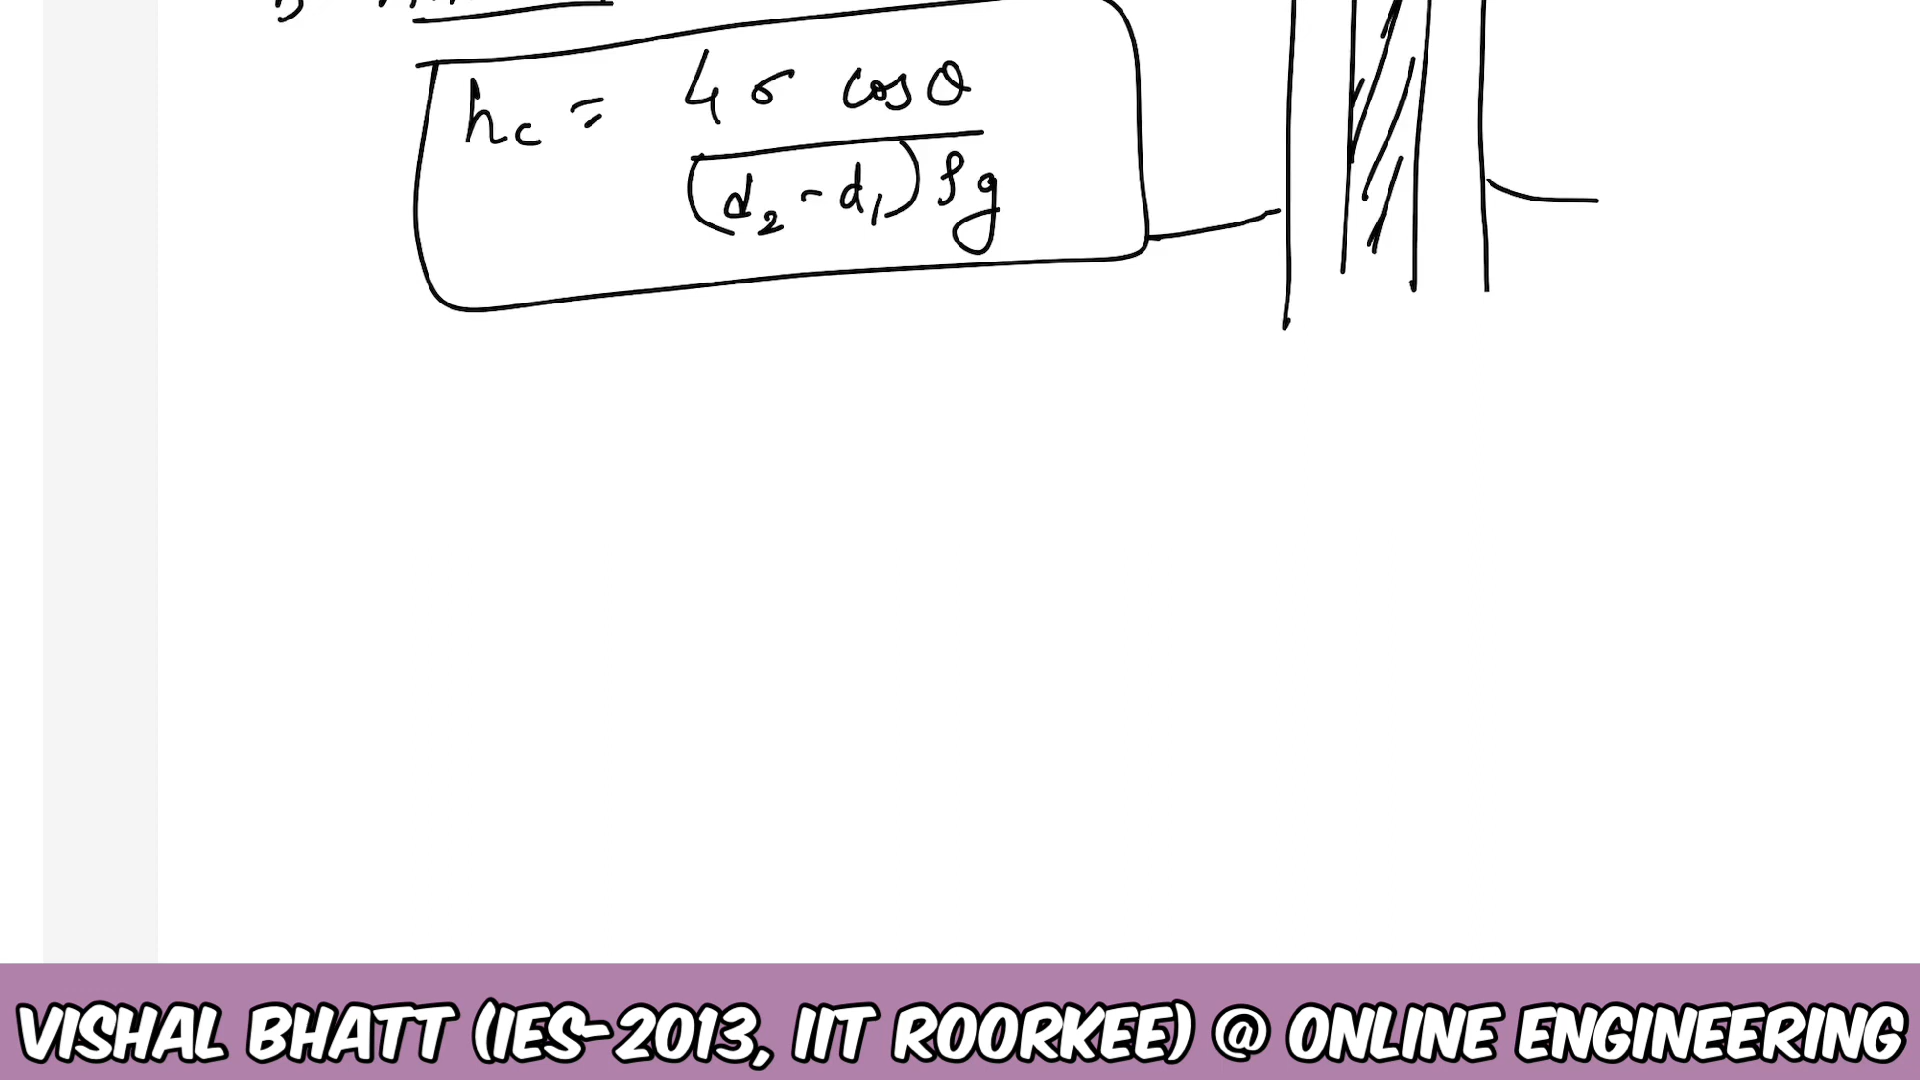 hc = 4σ cosθ
(d₂ - d₁) ρg
VISHAL BHATT (IES-2013, IIT ROORKEE) @ ONLINE ENGINEERING